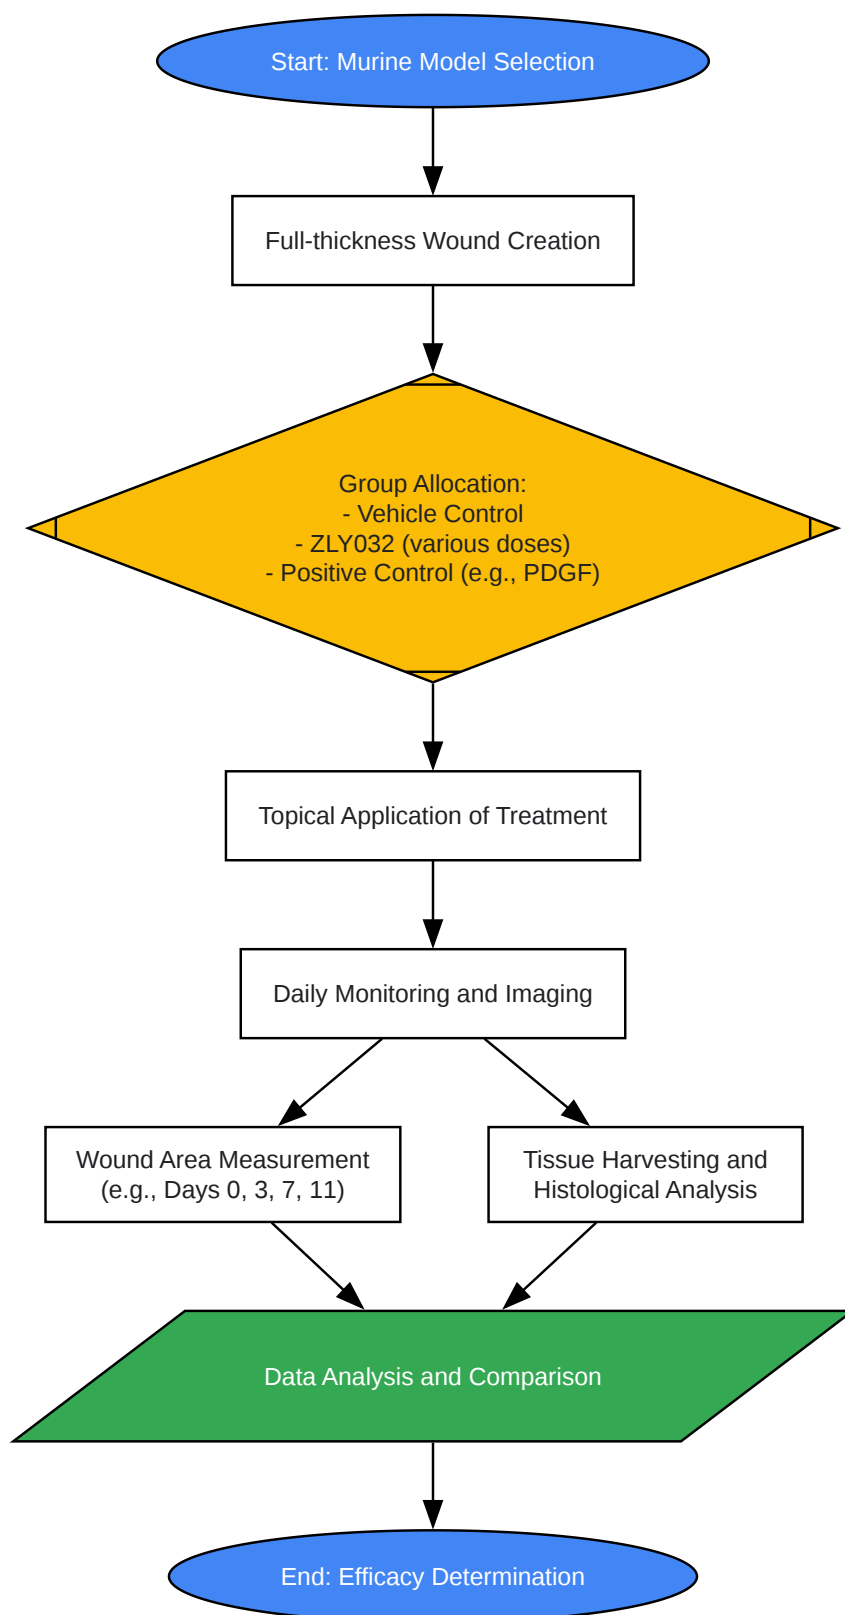 Start: Murine Model Selection
Full-thickness Wound Creation
Group Allocation:
- Vehicle Control
- ZLY032 (various doses)
- Positive Control (e.g., PDGF)
Topical Application of Treatment
Daily Monitoring and Imaging
Wound Area Measurement
(e.g., Days 0, 3, 7, 11)
Tissue Harvesting and
Histological Analysis
Data Analysis and Comparison
End: Efficacy Determination